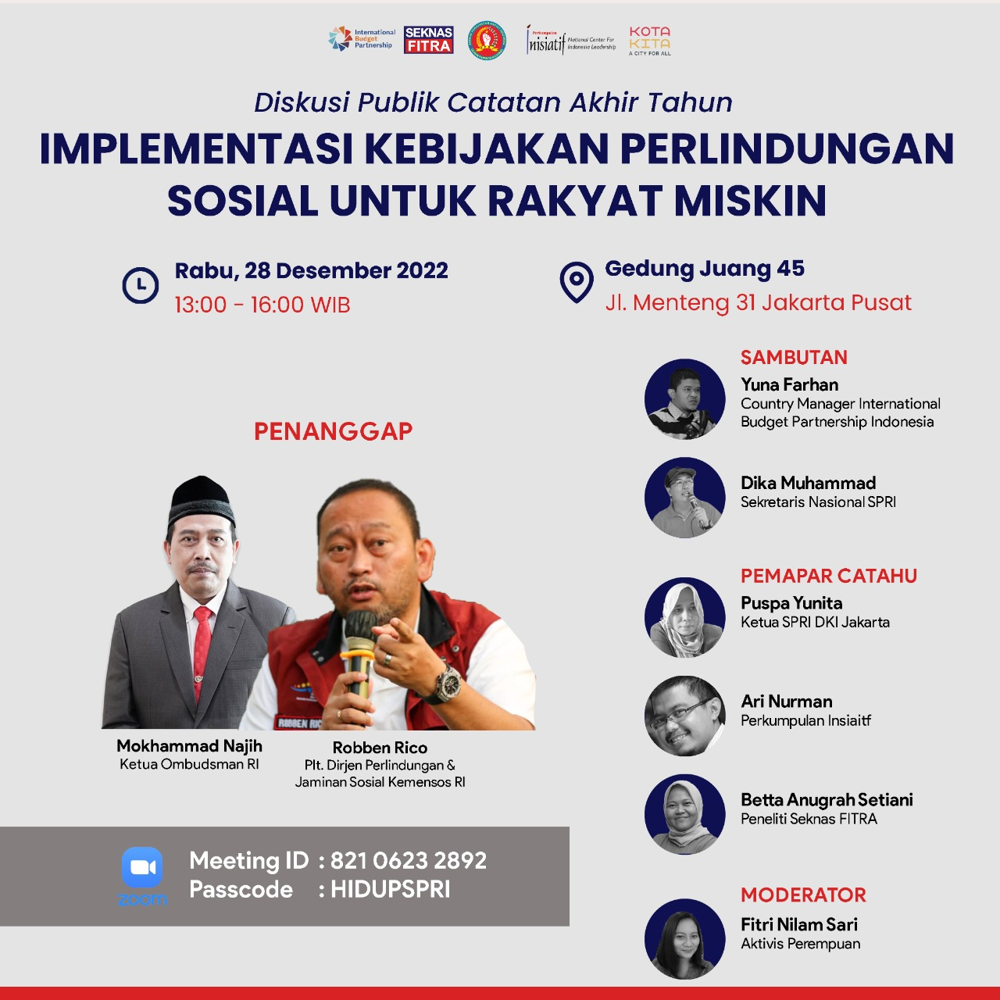 International
Budget
Partnership
SEKNAS
FITRA
Perkumpulan
inisiatif
National Center For
Indonesia Leadership
KOTA
KITA
A CITY FOR ALL
Diskusi Publik Catatan Akhir Tahun
IMPLEMENTASI KEBIJAKAN PERLINDUNGAN
SOSIAL UNTUK RAKYAT MISKIN
Rabu, 28 Desember 2022
13:00 - 16:00 WIB
Gedung Juang 45
Jl. Menteng 31 Jakarta Pusat
PENANGGAP
ROBBEN RIC
Mokhammad Najih
Ketua Ombudsman RI
Robben Rico
Plt. Dirjen Perlindungan &
Jaminan Sosial Kemensos RI
zoom
Meeting ID : 821 0623 2892
Passcode : HIDUPSPRI
SAMBUTAN
Yuna Farhan
Country Manager International
Budget Partnership Indonesia
Dika Muhammad
Sekretaris Nasional SPRI
PEMAPAR CATAHU
Puspa Yunita
Ketua SPRI DKI Jakarta
Ari Nurman
Perkumpulan Insiaitf
Betta Anugrah Setiani
Peneliti Seknas FITRA
MODERATOR
Fitri Nilam Sari
Aktivis Perempuan